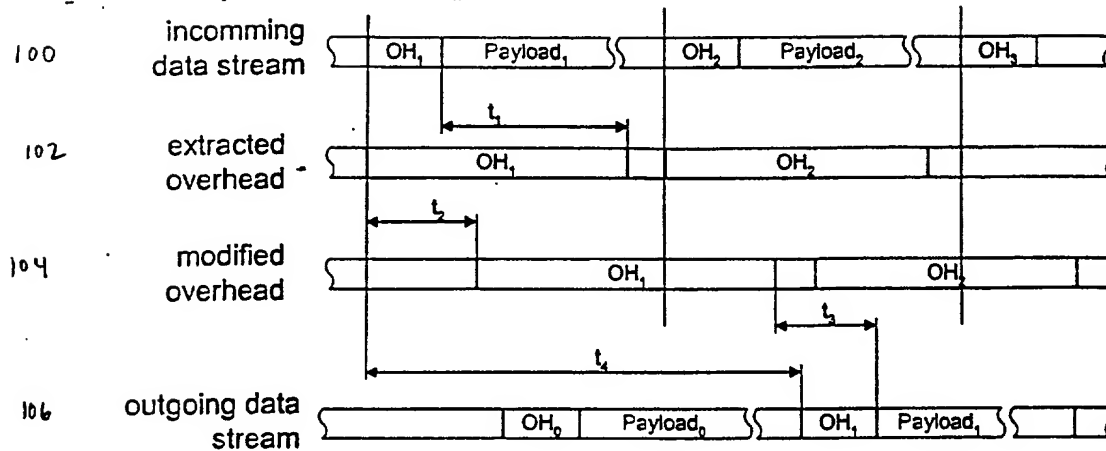 100 incomming data stream OH₁ Payload₁ OH₂ Payload₂ OH₃
t₁
102 extracted overhead OH₁ OH₂
t₂
104 modified overhead OH₁ OH₂
t₃
t₄
106 outgoing data stream OH₀ Payload₀ OH₁ Payload₁